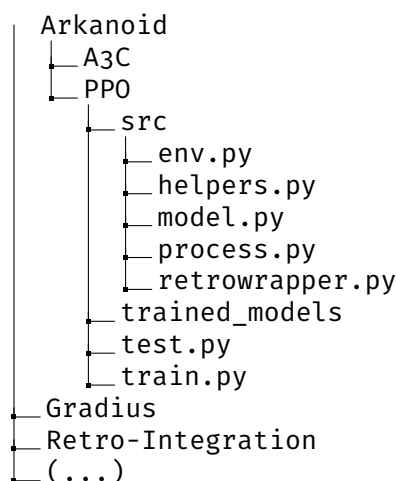 Arkanoid
A3C
PPO
src
env.py
helpers.py
model.py
process.py
retrowrapper.py
trained_models
test.py
train.py
Gradius
Retro-Integration
(...)